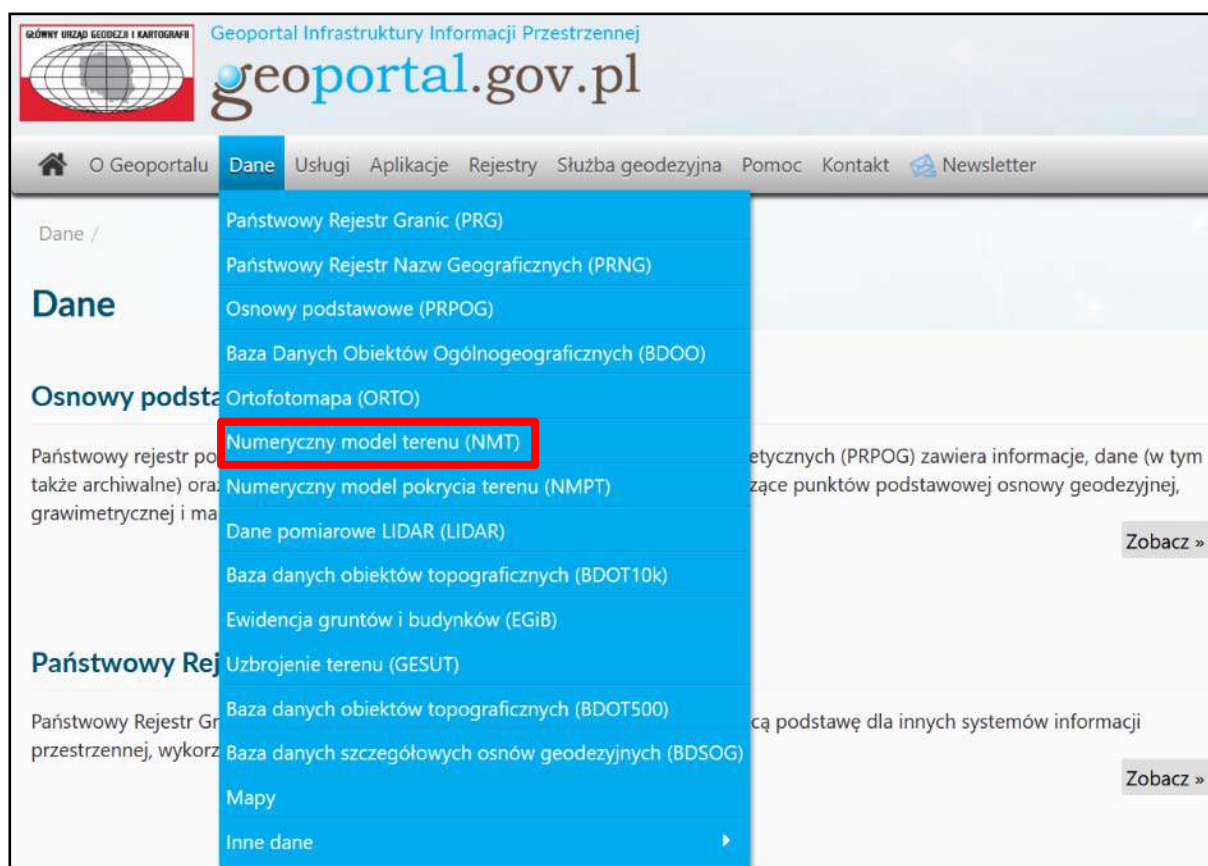 GŁÓWNY URZĄD GEODEZJI I KARTOGRAFII
Geoportal Infrastruktury Informacji Przestrzennej
geoportal.gov.pl
O Geoportalu Dane Usługi Aplikacje Rejestry Służba geodezyjna Pomoc Kontakt Newsletter
Dane /
Dane
Państwowy Rejestr Granic (PRG)
Państwowy Rejestr Nazw Geograficznych (PRNG)
Osnowy podstawowe (PRPOG)
Baza Danych Obiektów Ogólnogeograficznych (BDOO)
Ortofotomapa (ORTO)
Numeryczny model terenu (NMT)
Numeryczny model pokrycia terenu (NMPT)
Dane pomiarowe LIDAR (LIDAR)
Baza danych obiektów topograficznych (BDOT10k)
Ewidencja gruntów i budynków (EGiB)
Uzbrojenie terenu (GESUT)
Baza danych obiektów topograficznych (BDOT500)
Baza danych szczegółowych osnów geodezyjnych (BDSOG)
Mapy
Inne dane
Osnowy podsta
Państwowy rejestr po etycznych (PRPOG) zawiera informacje, dane (w tym
także archiwalne) ora zące punktów podstawowej osnowy geodezyjnej,
grawimetrycznej i ma
Zobacz »
Państwowy Rej
Państwowy Rejestr Gr cą podstawę dla innych systemów informacji
przestrzennej, wykorz
Zobacz »